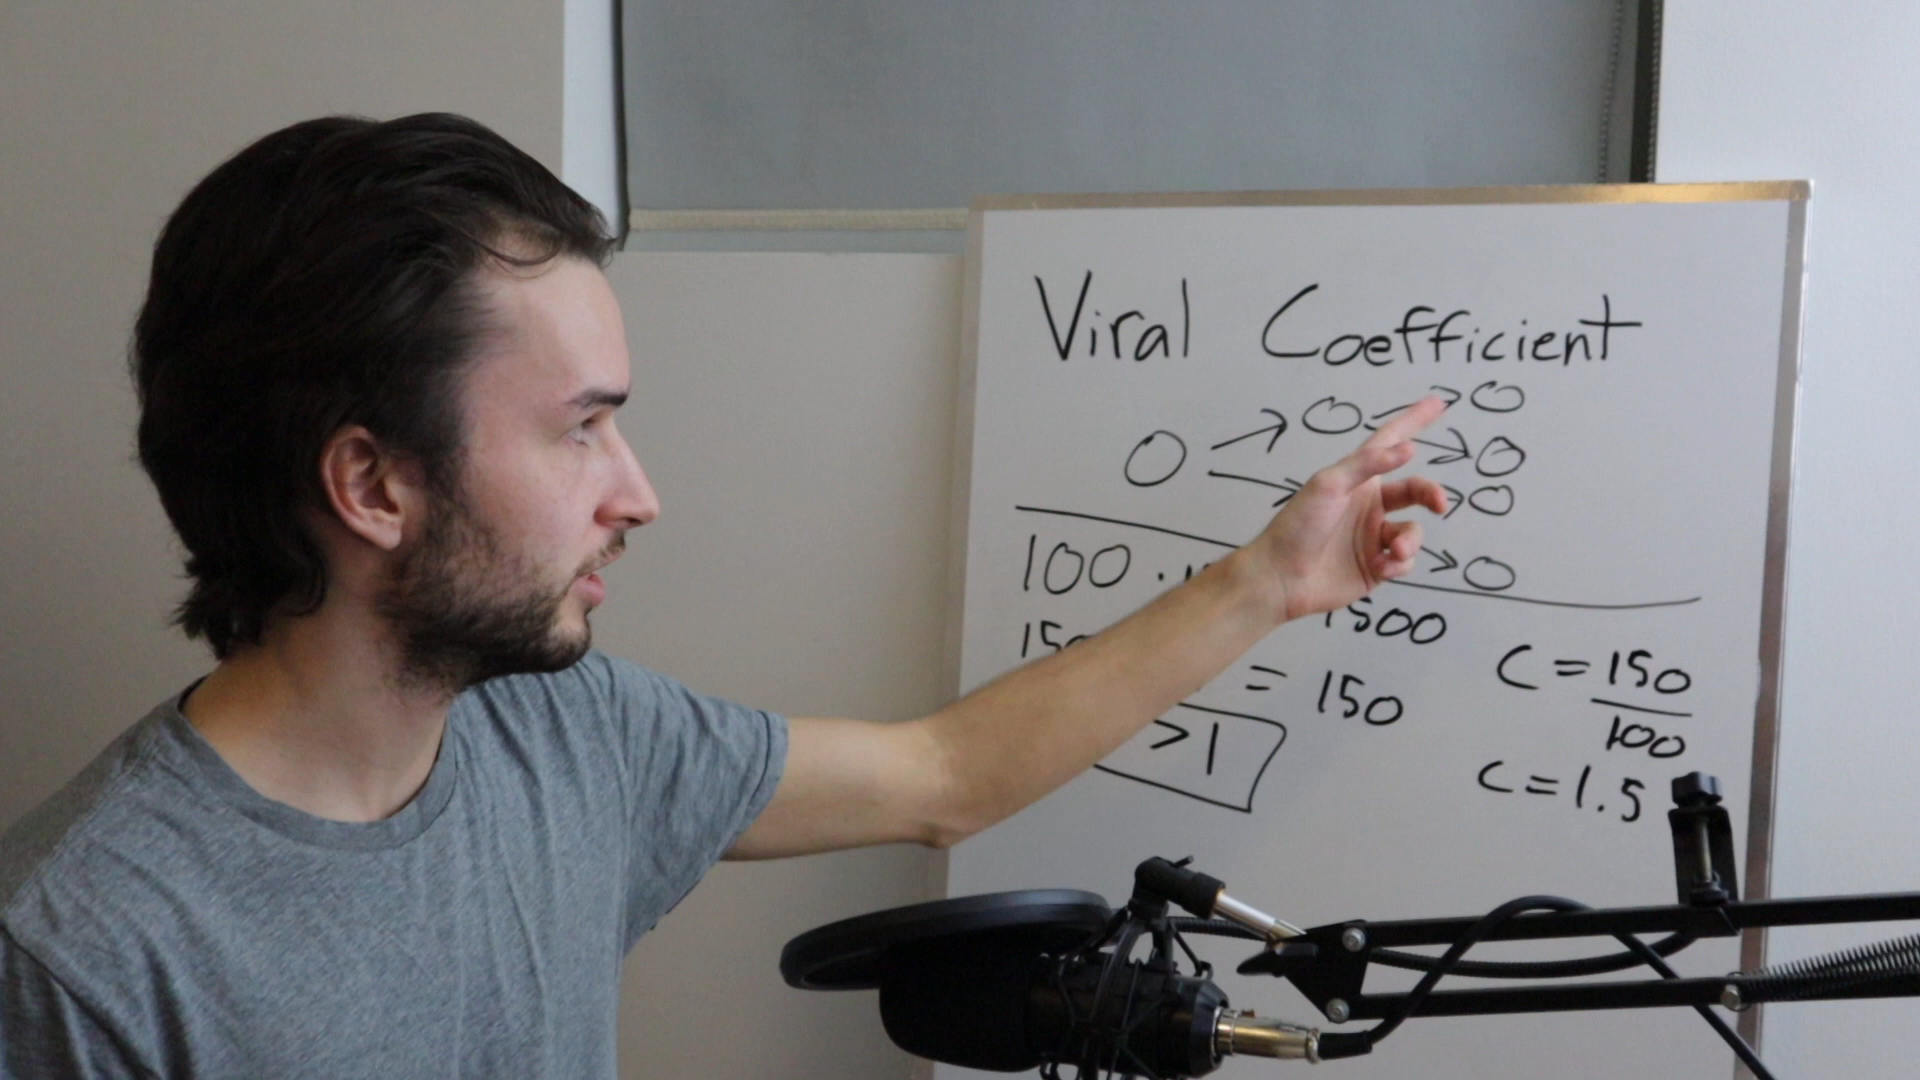 Viral Coefficient
100 ·
1500
= 150
> 1
C = 150
100
C = 1.5